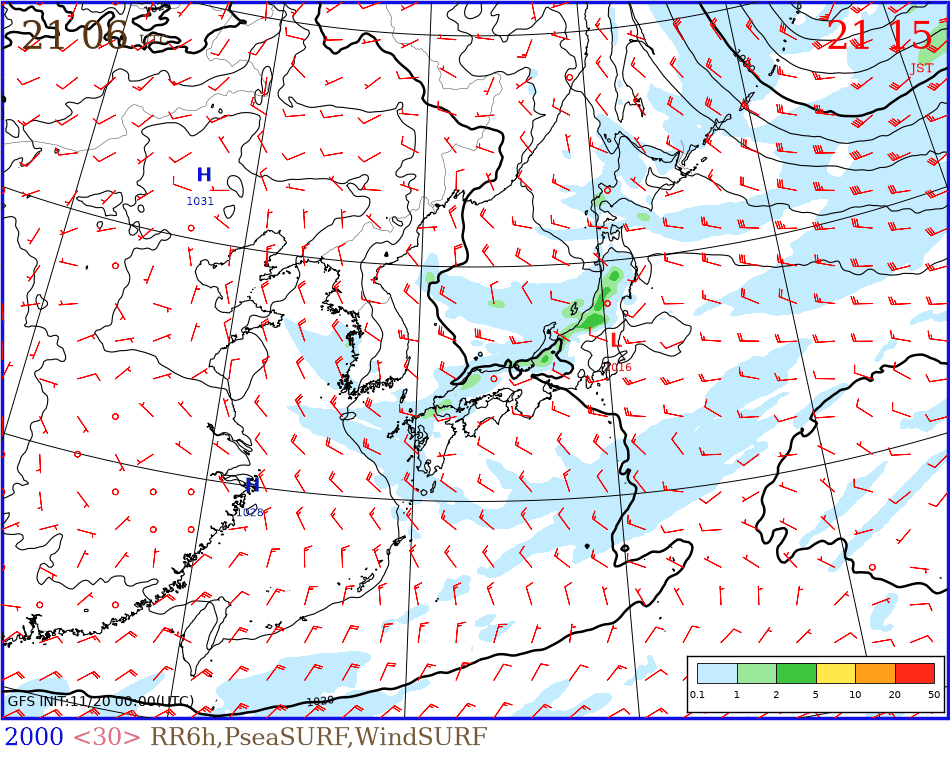 21 06 21 15
JST
H
1031
L
1016
H
1028
0.1 1 2 5 10 20 50
GFS INIT:11/20 00:00(UTC) 1020
2000 <30> RR6h,PseaSURF,WindSURF